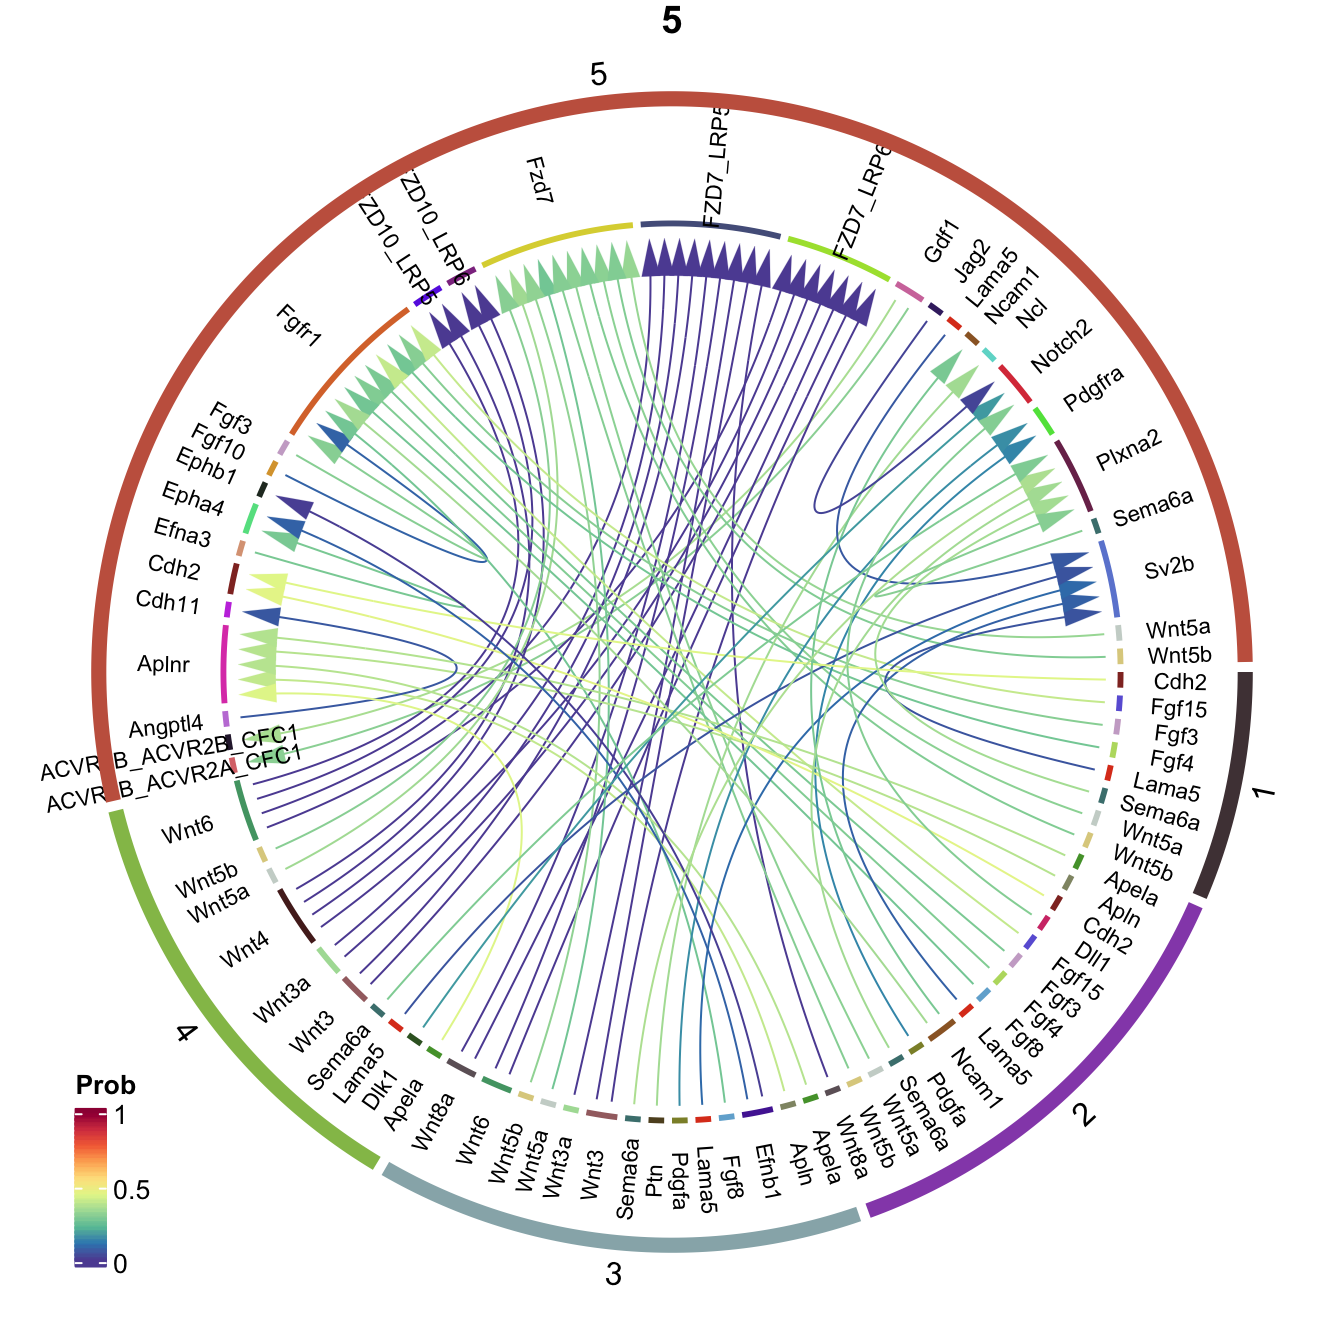 5
5
FZD7_LRP5
FZD7_LRP6
Fzd7
ZD10_LRP6
ZD10_LRP5
Gdf1
Jag2
Lama5
Ncam1
Ncl
Notch2
Pdgfra
Plxna2
Sema6a
Sv2b
Wnt5a
Wnt5b
Fgfr1
Fgf3
Fgf10
Ephb1
Epha4
Efna3
Cdh2
Cdh11
Aplnr
Angptl4
ACVR1B_ACVR2B_CFC1
ACVR1B_ACVR2A_CFC1
Cdh2
Fgf15
Fgf3
Fgf4
Lama5
Sema6a
Wnt5a
Wnt5b
1
Apela
Apln
Cdh2
Dll1
Fgf15
Fgf3
Fgf4
Fgf8
Lama5
Ncam1
Pdgfa
Sema6a
Wnt5a
Wnt5b
Wnt8a
2
Apela
Apln
Efnb1
Fgf8
Lama5
Pdgfa
Ptn
Sema6a
Wnt3
Wnt3a
Wnt5a
Wnt5b
Wnt6
Wnt8a
3
Apela
Dlk1
Lama5
Sema6a
Wnt3
Wnt3a
Wnt4
Wnt5a
Wnt5b
Wnt6
4
Prob
1
0.5
0